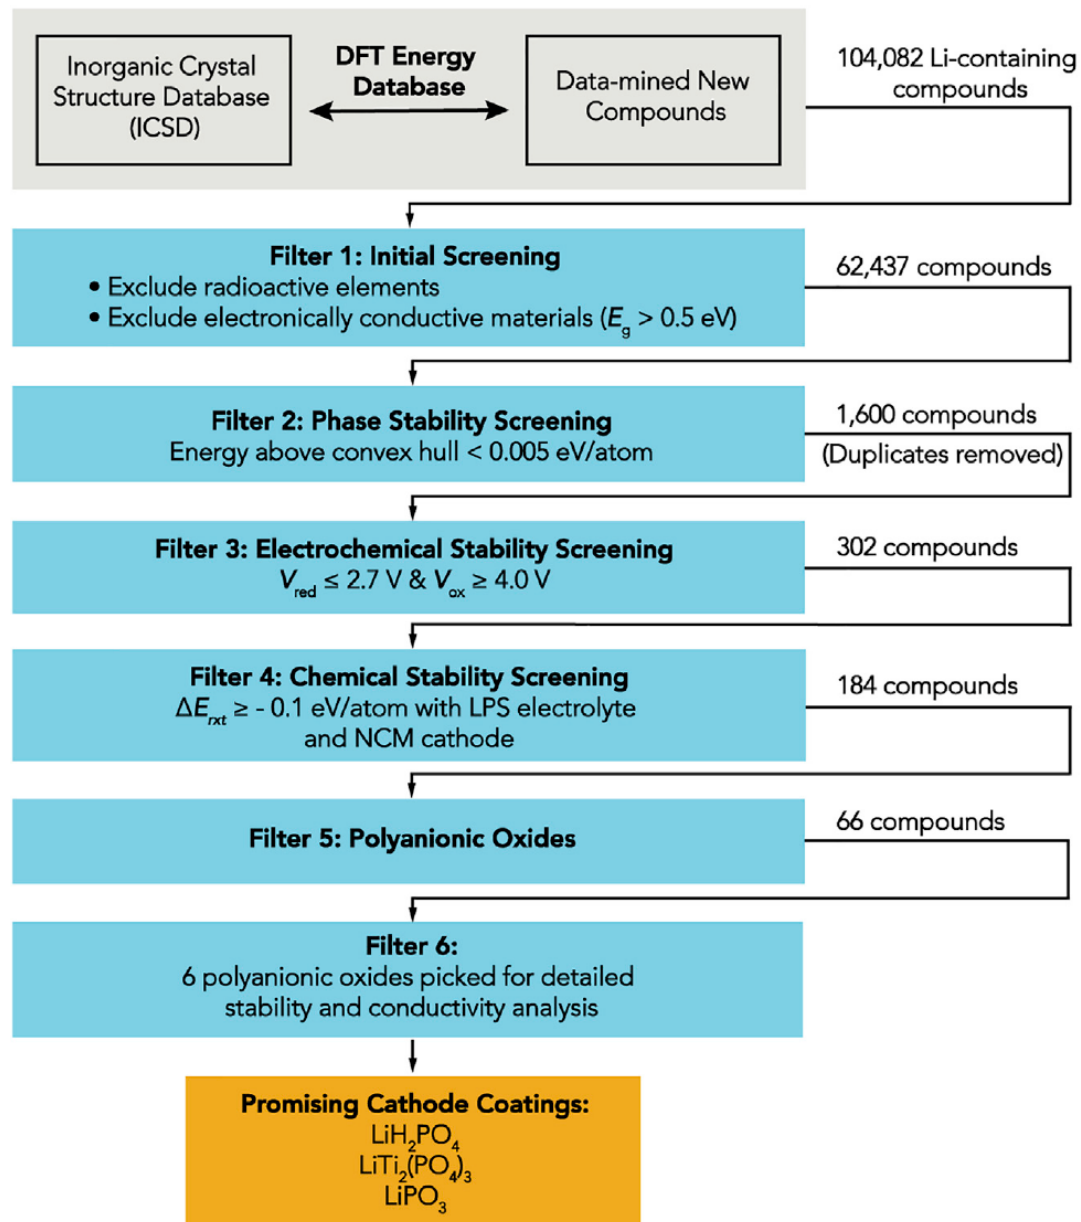 Inorganic Crystal
Structure Database
(ICSD)
DFT Energy
Database
Data-mined New
Compounds
104,082 Li-containing
compounds
Filter 1: Initial Screening
• Exclude radioactive elements
• Exclude electronically conductive materials (E_g > 0.5 eV)
62,437 compounds
Filter 2: Phase Stability Screening
Energy above convex hull < 0.005 eV/atom
1,600 compounds
(Duplicates removed)
Filter 3: Electrochemical Stability Screening
V_red ≤ 2.7 V & V_ox ≥ 4.0 V
302 compounds
Filter 4: Chemical Stability Screening
ΔE_rxt ≥ - 0.1 eV/atom with LPS electrolyte
and NCM cathode
184 compounds
Filter 5: Polyanionic Oxides
66 compounds
Filter 6:
6 polyanionic oxides picked for detailed
stability and conductivity analysis
Promising Cathode Coatings:
LiH₂PO₄
LiTi₂(PO₄)₃
LiPO₃